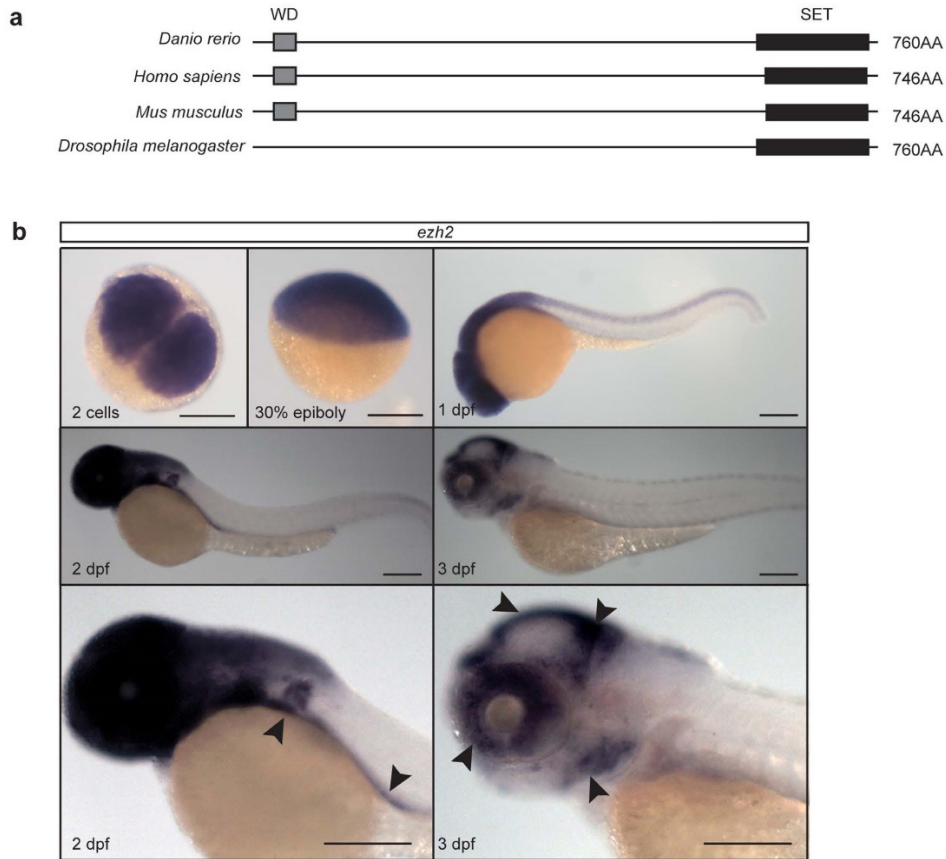 a
WD SET
Danio rerio 760AA
Homo sapiens 746AA
Mus musculus 746AA
Drosophila melanogaster 760AA
b
ezh2
2 cells 30% epiboly 1 dpf
2 dpf 3 dpf
2 dpf 3 dpf